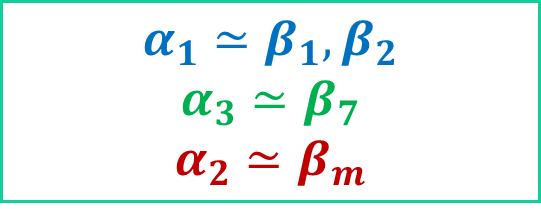 α₁ ≃ β₁, β₂
α₃ ≃ β₇
α₂ ≃ βₘ